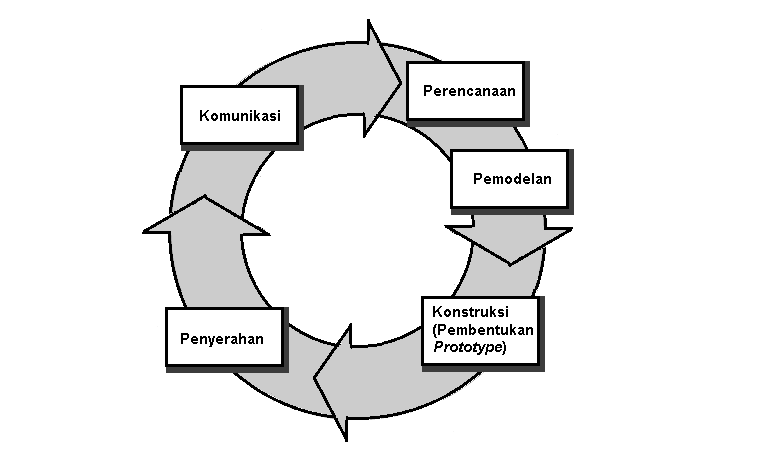 Komunikasi
Perencanaan
Pemodelan
Konstruksi
(Pembentukan
Prototype)
Penyerahan